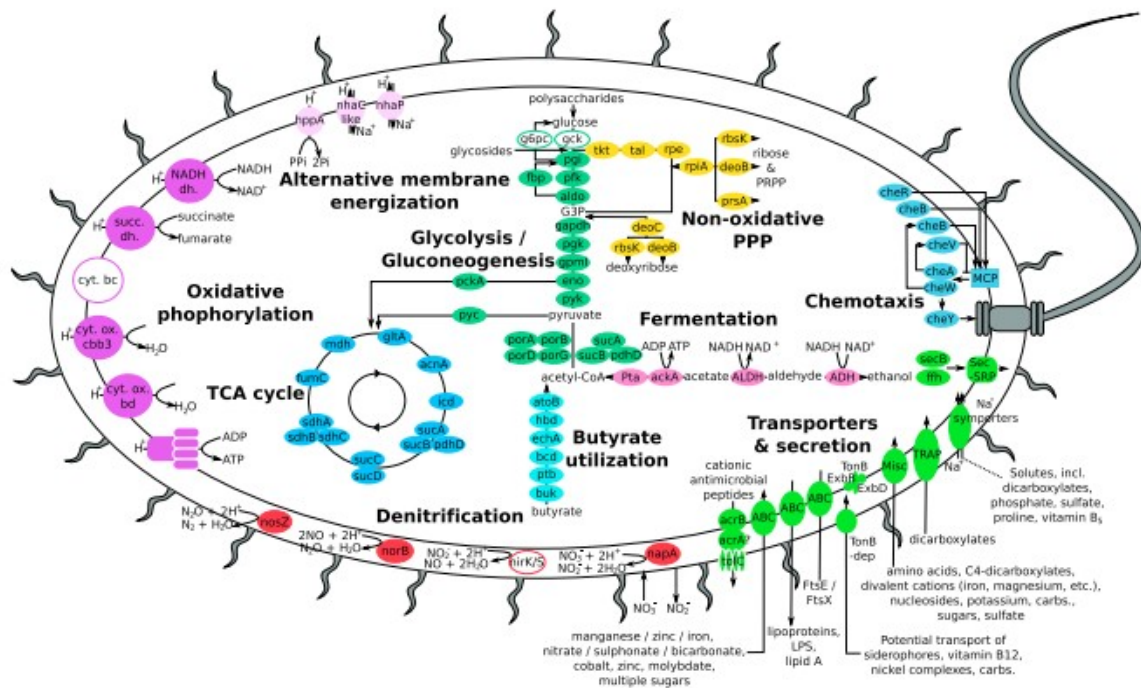 H⁺
H⁺
H⁺
hppA
nhaC
like
nhaP
Na⁺
Na⁺
PPi 2Pi
polysaccharides
glucose
g6pc
gck
glycosides
pgi
fbp
pfk
aldo
G3P
gapdh
pgk
gpmI
eno
pyk
pyruvate
tkt
tal
rpe
rpiA
rbsK
deoB
prsA
ribose
&
PRPP
deoC
rbsK
deoB
deoxyribose
Alternative membrane
energization
Non-oxidative
PPP
Glycolysis /
Gluconeogenesis
pckA
pyc
NADH
dh.
H⁺
NADH
NAD⁺
succ.
dh.
H⁺
succinate
fumarate
cyt. bc
Oxidative
phophorylation
cyt. ox.
cbb3
H⁺
H₂O
cyt. ox.
bd
H₂O
H⁺
ADP
ATP
TCA cycle
mdh
gltA
acnA
icd
sucA
sucB
pdhD
sucC
sucD
sdhA
sdhB
sdhC
fumC
porA
porB
porD
porG
sucA
sucB
pdhD
Fermentation
ADP ATP
NADH NAD⁺
NADH NAD⁺
acetyl-CoA
Pta
ackA
acetate
ALDH
aldehyde
ADH
ethanol
atoB
hbd
echA
bcd
ptb
buk
butyrate
Butyrate
utilization
cheR
cheB
cheB
cheV
cheA
cheW
MCP
cheY
Chemotaxis
secB
ffh
Sec
-SRP
Transporters
& secretion
Na⁺
symporters
Na⁺
Solutes, incl.
dicarboxylates,
phosphate, sulfate,
proline, vitamin B₅
TRAP
dicarboxylates
Misc
amino acids, C4-dicarboxylates,
divalent cations (iron, magnesium, etc.),
nucleosides, potassium, carbs.,
sugars, sulfate
TonB
ExbB
ExbD
TonB
-dep
Potential transport of
siderophores, vitamin B12,
nickel complexes, carbs.
ABC
ABC
ABC
FtsE /
FtsX
lipoproteins,
LPS,
lipid A
manganese / zinc / iron,
nitrate / sulphonate / bicarbonate,
cobalt, zinc, molybdate,
multiple sugars
cationic
antimicrobial
peptides
acrB
acrA?
tolC
Denitrification
N₂O + 2H⁺
N₂ + H₂O
nosZ
2NO + 2H⁺
N₂O + H₂O
norB
NO₂⁻ + 2H⁺
NO + 2H₂O
nirK/S
NO₃⁻ + 2H⁺
NO₂⁻ + 2H₂O
napA
NO₃⁻
NO₂⁻